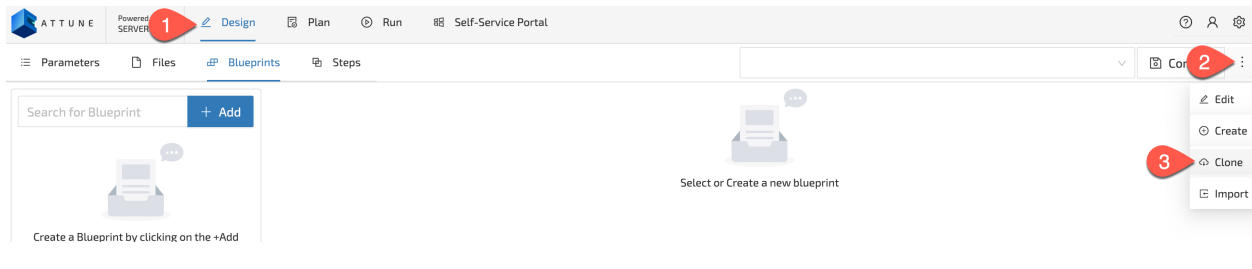 ATTUNE
Powered
SERVER
1
Design
Plan
Run
Self-Service Portal
Parameters
Files
Blueprints
Steps
2
Search for Blueprint
+ Add
Edit
Create
3
Clone
Import
Select or Create a new blueprint
Create a Blueprint by clicking on the +Add